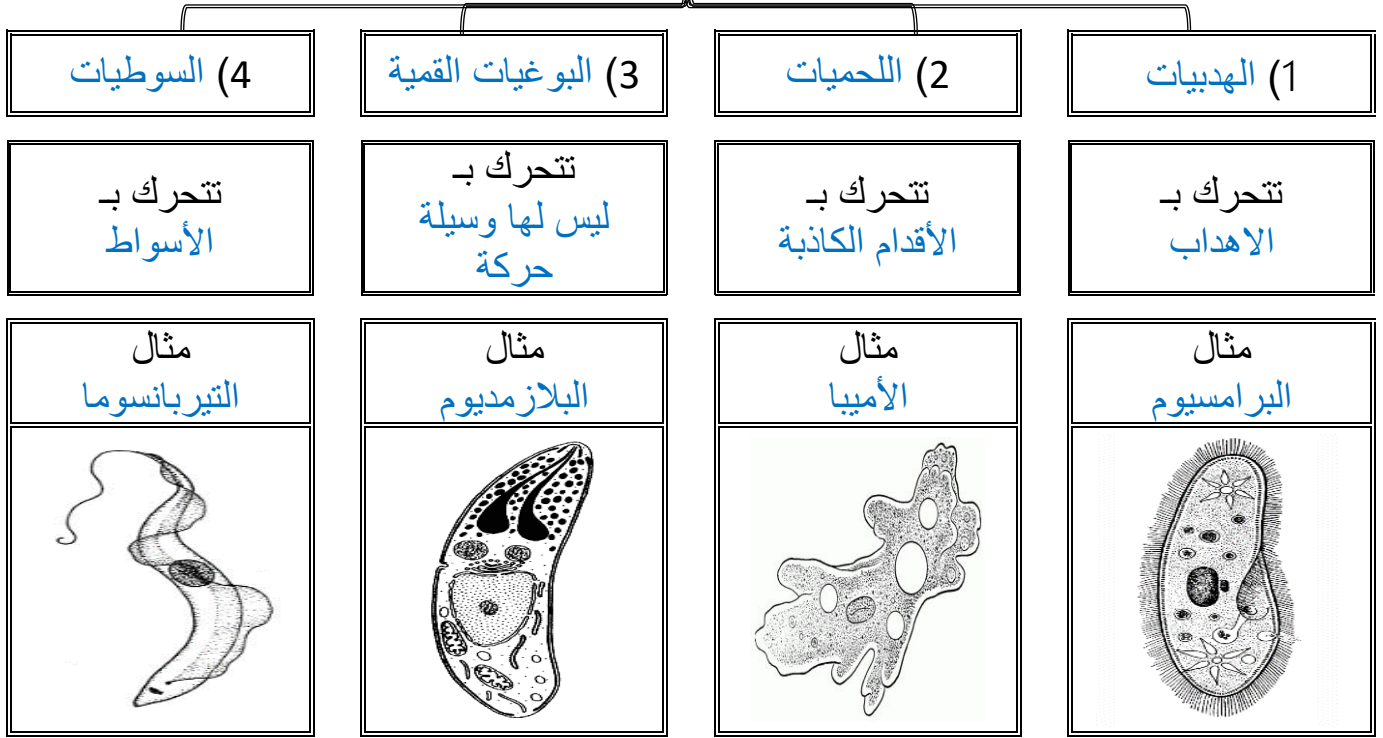 1) الهدبيات
2) اللحميات
3) البوغيات القمية
4) السوطيات
تتحرك بـ
الاهداب
تتحرك بـ
الأقدام الكاذبة
تتحرك بـ
ليس لها وسيلة
حركة
تتحرك بـ
الأسواط
مثال
البرامسيوم
مثال
الأميبا
مثال
البلازمديوم
مثال
التيربانسوما